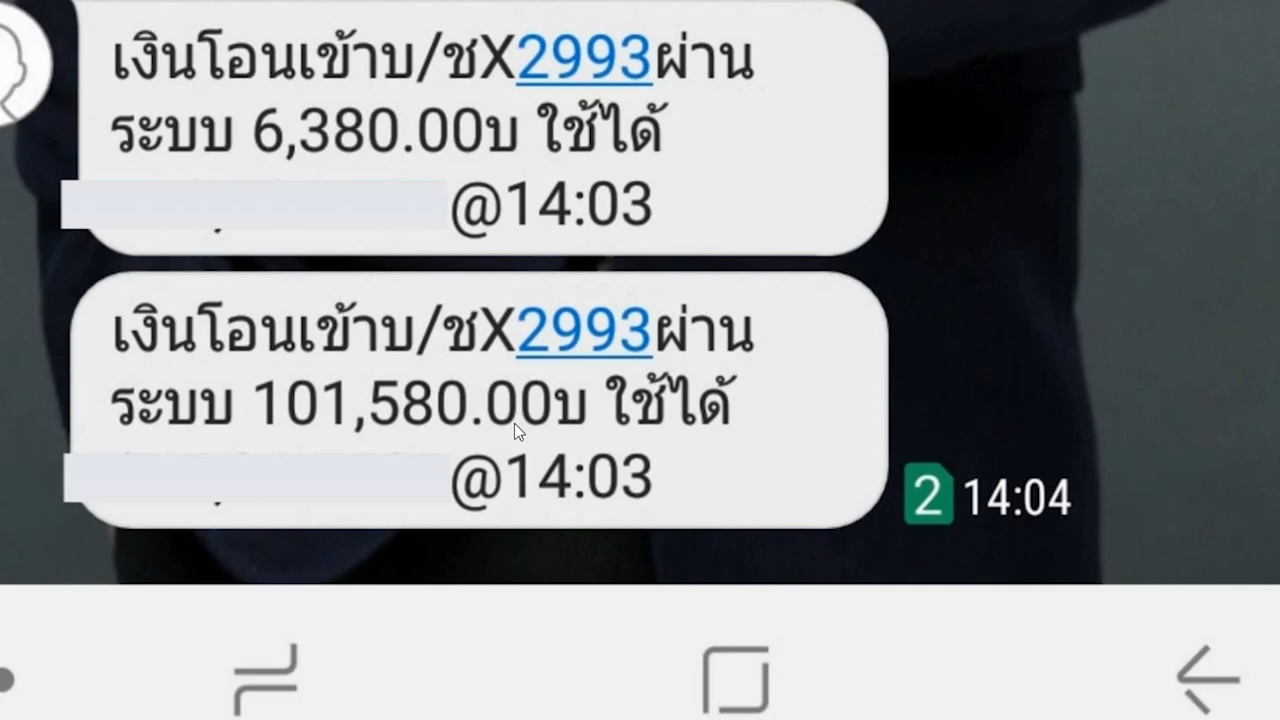 เงินโอนเข้าบ/ชX2993ผ่าน
ระบบ 6,380.00บ ใช้ได้
@14:03
เงินโอนเข้าบ/ชX2993ผ่าน
ระบบ 101,580.00บ ใช้ได้
@14:03
2 14:04